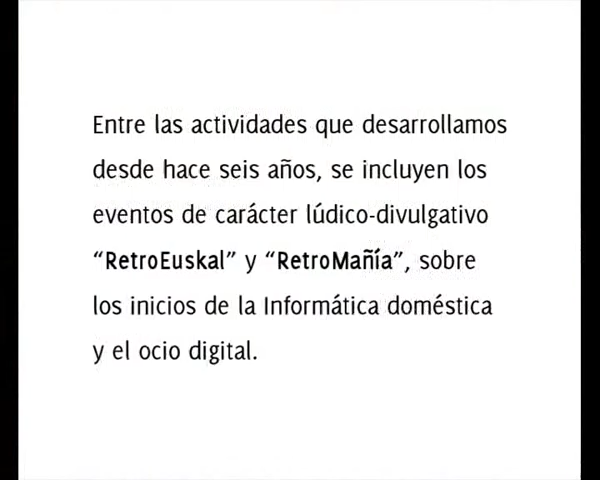 Entre las actividades que desarrollamos
desde hace seis años, se incluyen los
eventos de carácter lúdico-divulgativo
“RetroEuskal” y “RetroMañía”, sobre
los inicios de la Informática doméstica
y el ocio digital.